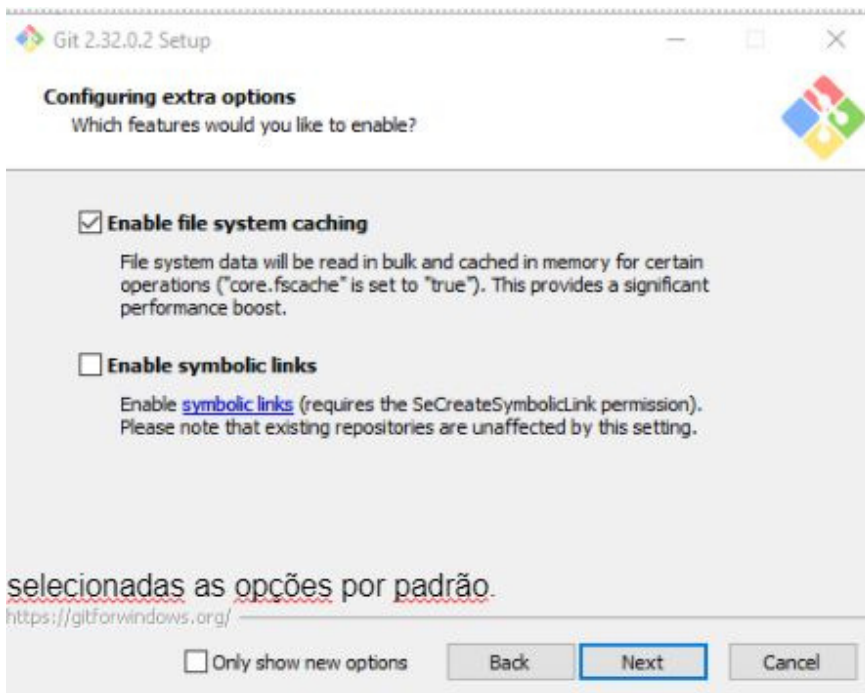 Git 2.32.0.2 Setup
Configuring extra options
Which features would you like to enable?
Enable file system caching
File system data will be read in bulk and cached in memory for certain
operations ("core.fscache" is set to "true"). This provides a significant
performance boost.
Enable symbolic links
Enable symbolic links (requires the SeCreateSymbolicLink permission).
Please note that existing repositories are unaffected by this setting.
selecionadas as opções por padrão.
https://gitforwindows.org/
Only show new options Back Next Cancel